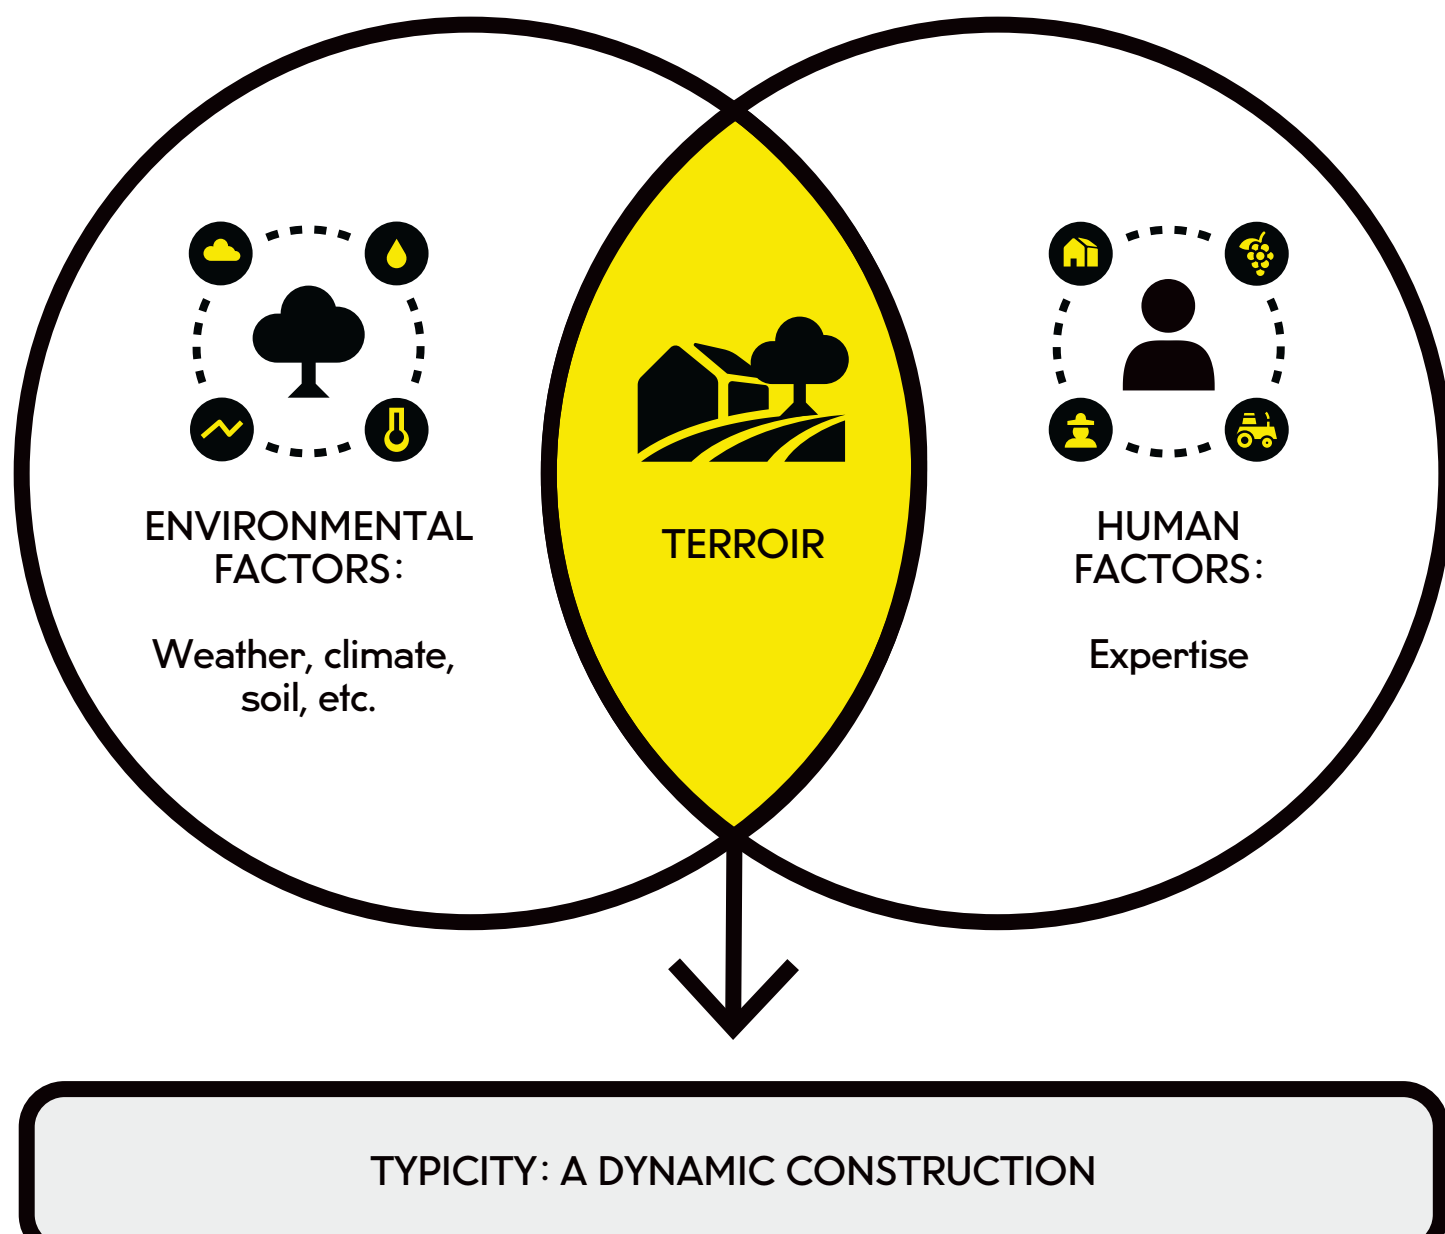 ENVIRONMENTAL
FACTORS:
Weather, climate,
soil, etc.
TERROIR
HUMAN
FACTORS:
Expertise
TYPICITY: A DYNAMIC CONSTRUCTION